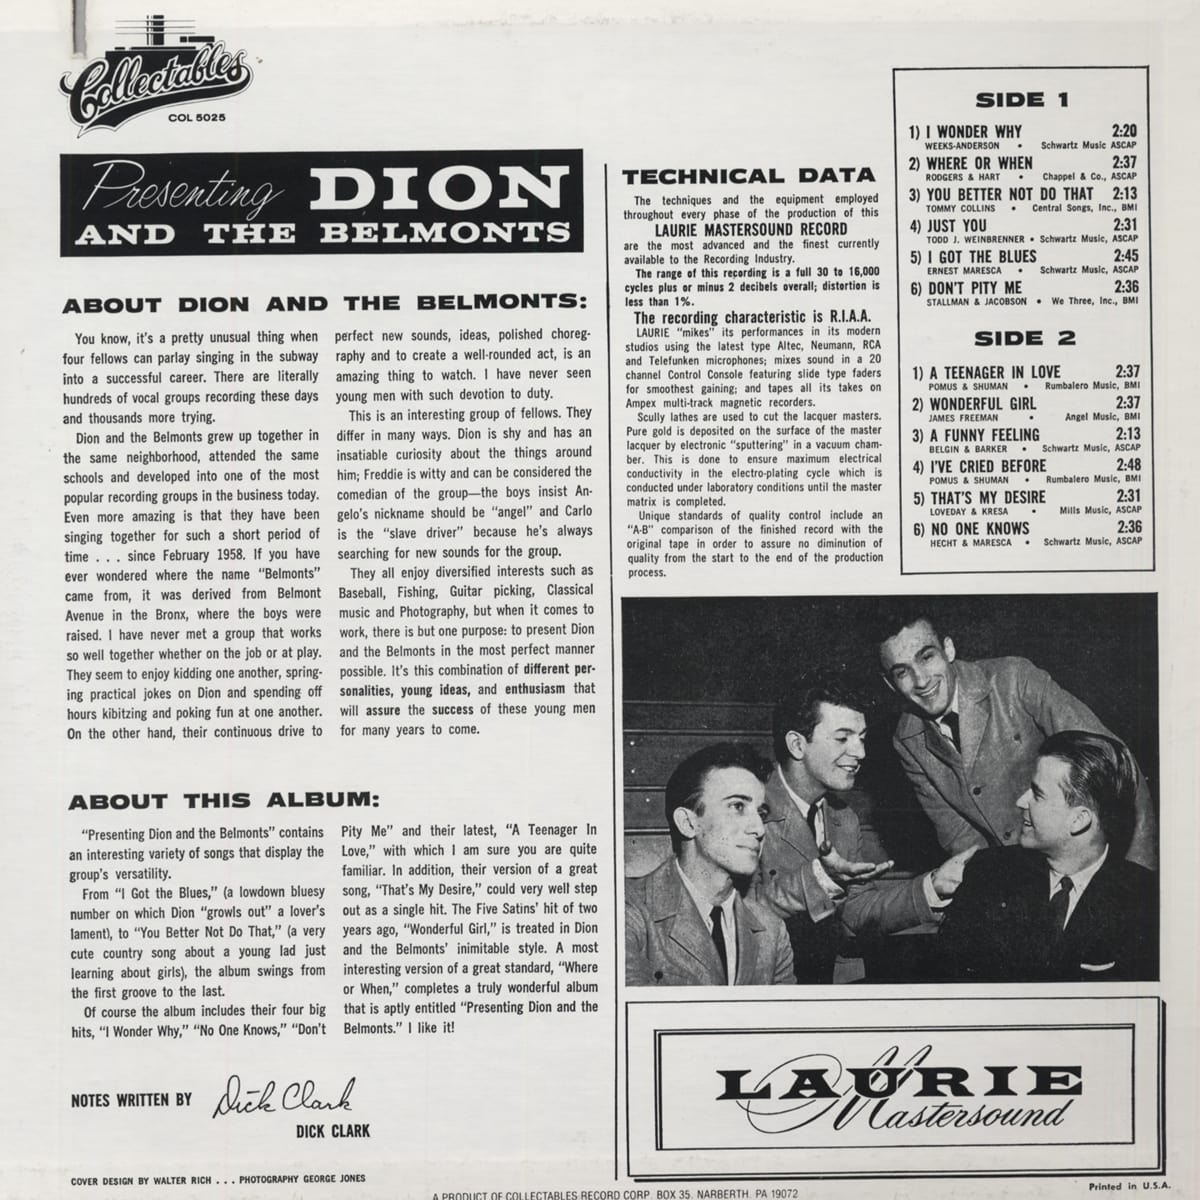 Collectables
COL 5025
Presenting DION
AND THE BELMONTS
ABOUT DION AND THE BELMONTS:
You know, it's a pretty unusual thing when
four fellows can parlay singing in the subway
into a successful career. There are literally
hundreds of vocal groups recording these days
and thousands more trying.
Dion and the Belmonts grew up together in
the same neighborhood, attended the same
schools and developed into one of the most
popular recording groups in the business today.
Even more amazing is that they have been
singing together for such a short period of
time . . . since February 1958. If you have
ever wondered where the name "Belmonts"
came from, it was derived from Belmont
Avenue in the Bronx, where the boys were
raised. I have never met a group that works
so well together whether on the job or at play.
They seem to enjoy kidding one another, spring-
ing practical jokes on Dion and spending off
hours kibitzing and poking fun at one another.
On the other hand, their continuous drive to
perfect new sounds, ideas, polished choreg-
raphy and to create a well-rounded act, is an
amazing thing to watch. I have never seen
young men with such devotion to duty.
This is an interesting group of fellows. They
differ in many ways. Dion is shy and has an
insatiable curiosity about the things around
him; Freddie is witty and can be considered the
comedian of the group—the boys insist An-
gelo's nickname should be "angel" and Carlo
is the "slave driver" because he's always
searching for new sounds for the group.
They all enjoy diversified interests such as
Baseball, Fishing, Guitar picking, Classical
music and Photography, but when it comes to
work, there is but one purpose: to present Dion
and the Belmonts in the most perfect manner
possible. It's this combination of different per-
sonalities, young ideas, and enthusiasm that
will assure the success of these young men
for many years to come.
ABOUT THIS ALBUM:
"Presenting Dion and the Belmonts" contains
an interesting variety of songs that display the
group's versatility.
From "I Got the Blues," (a lowdown bluesy
number on which Dion "growls out" a lover's
lament), to "You Better Not Do That," (a very
cute country song about a young lad just
learning about girls), the album swings from
the first groove to the last.
Of course the album includes their four big
hits, "I Wonder Why," "No One Knows," "Don't
Pity Me" and their latest, "A Teenager In
Love," with which I am sure you are quite
familiar. In addition, their version of a great
song, "That's My Desire," could very well step
out as a single hit. The Five Satins' hit of two
years ago, "Wonderful Girl," is treated in Dion
and the Belmonts' inimitable style. A most
interesting version of a great standard, "Where
or When," completes a truly wonderful album
that is aptly entitled "Presenting Dion and the
Belmonts." I like it!
NOTES WRITTEN BY Dick Clark
DICK CLARK
COVER DESIGN BY WALTER RICH . . . PHOTOGRAPHY GEORGE JONES
TECHNICAL DATA
The techniques and the equipment employed
throughout every phase of the production of this
LAURIE MASTERSOUND RECORD
are the most advanced and the finest currently
available to the Recording Industry.
The range of this recording is a full 30 to 16,000
cycles plus or minus 2 decibels overall; distortion is
less than 1%.
The recording characteristic is R.I.A.A.
LAURIE "mikes" its performances in its modern
studios using the latest type Altec, Neumann, RCA
and Telefunken microphones; mixes sound in a 20
channel Control Console featuring slide type faders
for smoothest gaining; and tapes all its takes on
Ampex multi-track magnetic recorders.
Scully lathes are used to cut the lacquer masters.
Pure gold is deposited on the surface of the master
lacquer by electronic "sputtering" in a vacuum cham-
ber. This is done to ensure maximum electrical
conductivity in the electro-plating cycle which is
conducted under laboratory conditions until the master
matrix is completed.
Unique standards of quality control include an
"A-B" comparison of the finished record with the
original tape in order to assure no diminution of
quality from the start to the end of the production
process.
SIDE 1
1) I WONDER WHY 2:20
WEEKS-ANDERSON • Schwartz Music ASCAP
2) WHERE OR WHEN 2:37
RODGERS & HART • Chappel & Co., ASCAP
3) YOU BETTER NOT DO THAT 2:13
TOMMY COLLINS • Central Songs, Inc., BMI
4) JUST YOU 2:31
TODD J. WEINBRENNER • Schwartz Music, ASCAP
5) I GOT THE BLUES 2:45
ERNEST MARESCA • Schwartz Music, ASCAP
6) DON'T PITY ME 2:36
STALLMAN & JACOBSON • We Three, Inc., BMI
SIDE 2
1) A TEENAGER IN LOVE 2:37
POMUS & SHUMAN • Rumbalero Music, BMI
2) WONDERFUL GIRL 2:37
JAMES FREEMAN • Angel Music, BMI
3) A FUNNY FEELING 2:13
BELGIN & BARKER • Schwartz Music, ASCAP
4) I'VE CRIED BEFORE 2:48
POMUS & SHUMAN • Rumbalero Music, BMI
5) THAT'S MY DESIRE 2:31
LOVEDAY & KRESA • Mills Music, ASCAP
6) NO ONE KNOWS 2:36
HECHT & MARESCA • Schwartz Music, ASCAP
LAURIE
Mastersound
Printed in U.S.A.
A PRODUCT OF COLLECTABLES RECORD CORP. BOX 35, NARBERTH, PA 19072